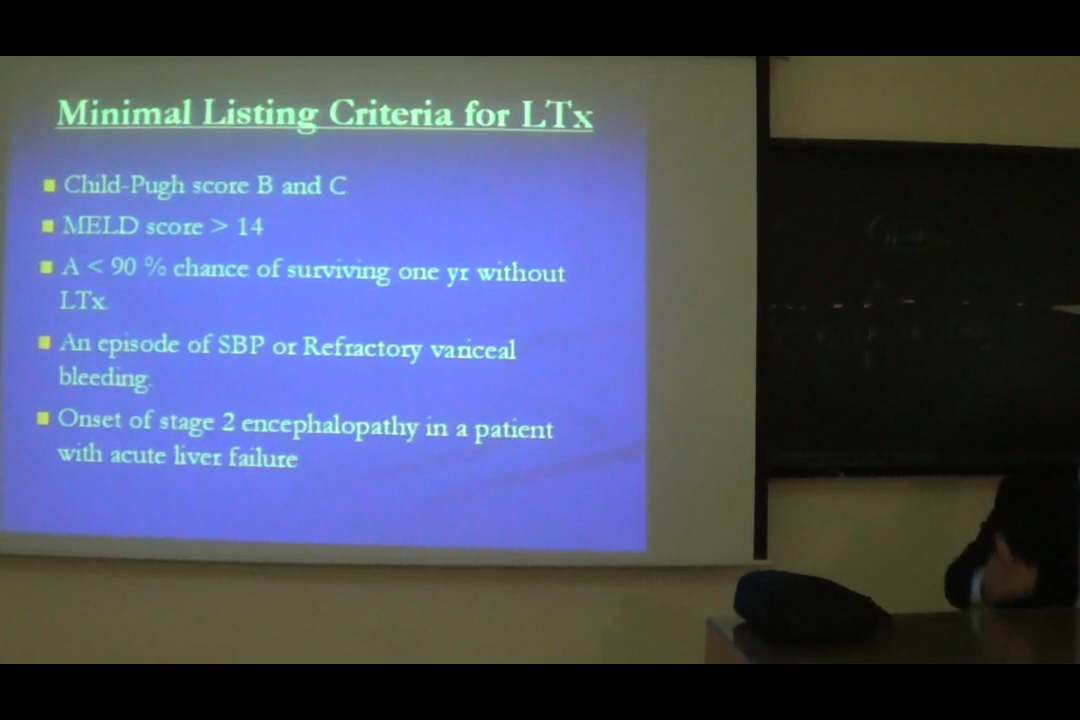 Minimal Listing Criteria for LTx
Child-Pugh score B and C
MELD score > 14
A < 90 % chance of surviving one yr without
LTx.
An episode of SBP or Refractory variceal
bleeding.
Onset of stage 2 encephalopathy in a patient
with acute liver failure